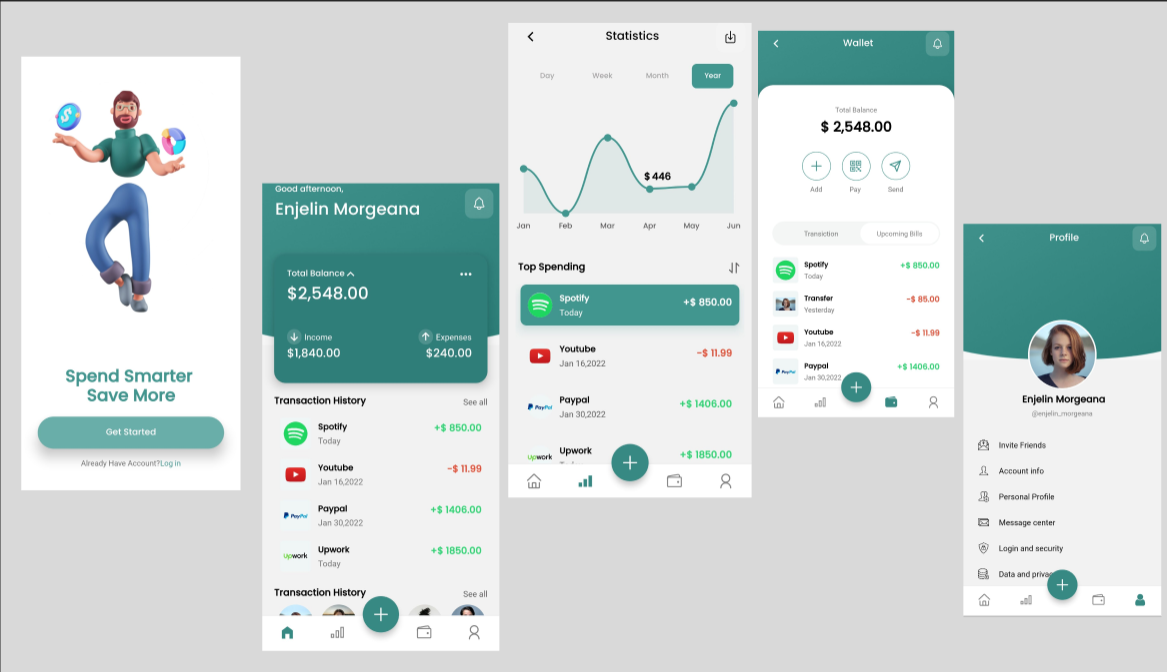 Spend Smarter
Save More
Get Started
Already Have Account?Log in
Good afternoon,
Enjelin Morgeana
Total Balance
$2,548.00
Income
Expenses
$1,840.00
$240.00
Transaction History
See all
Spotify
+$ 850.00
Today
Youtube
-$ 11.99
Jan 16,2022
PayPal
Paypal
+$ 1406.00
Jan 30,2022
Upwork
Upwork
+$ 1850.00
Today
Transaction History
See all
Statistics
Day
Week
Month
Year
$ 446
Jan
Feb
Mar
Apr
May
Jun
Top Spending
Spotify
+$ 850.00
Today
Youtube
-$ 11.99
Jan 16,2022
PayPal
Paypal
+$ 1406.00
Jan 30,2022
Upwork
Upwork
+$ 1850.00
Wallet
Total Balance
$ 2,548.00
Add
Pay
Send
Transiction
Upcoming Bills
Spotify
+$ 850.00
Today
Transfer
-$ 85.00
Yesterday
Youtube
-$ 11.99
Jan 16,2022
PayPal
Paypal
+$ 1406.00
Jan 30,2022
Profile
Enjelin Morgeana
@enjelin_morgeana
Invite Friends
Account info
Personal Profile
Message center
Login and security
Data and priva